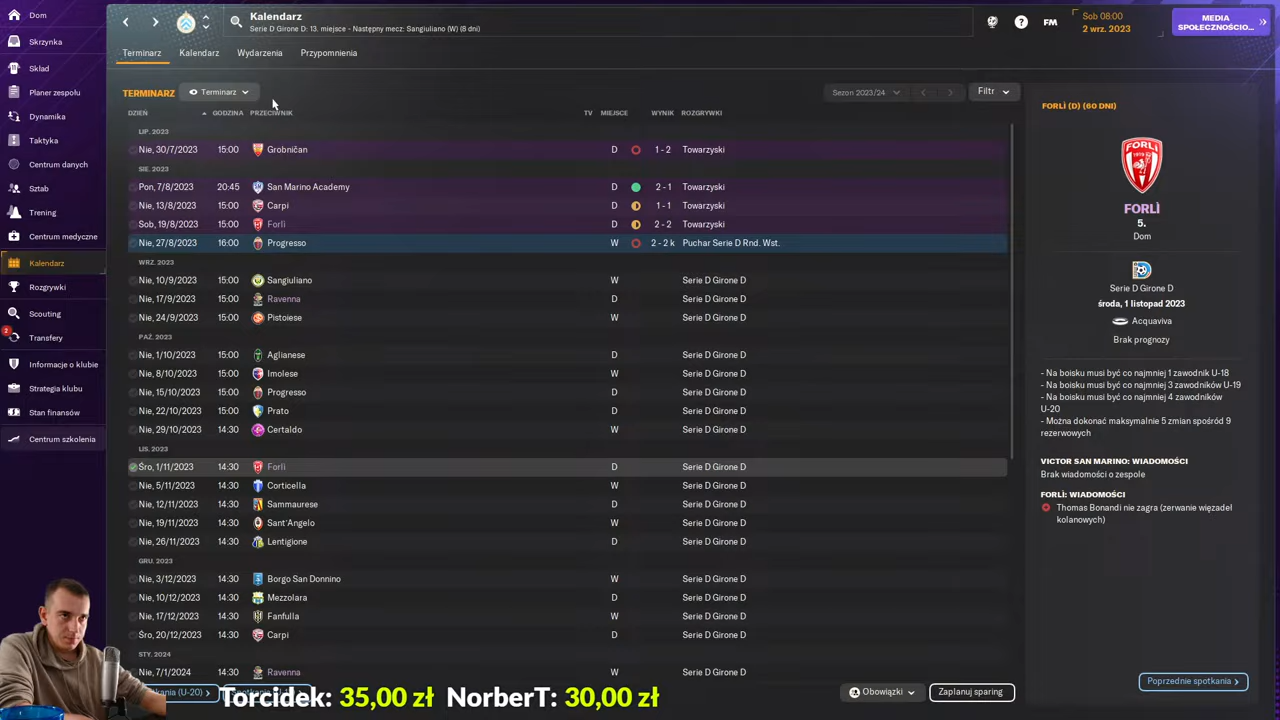 Dom
Skrzynka
Skład
Planer zespołu
Dynamika
Taktyka
Centrum danych
Sztab
Trening
Centrum medyczne
Kalendarz
Rozgrywki
Scouting
2
Transfery
Informacje o klubie
Strategia klubu
Stan finansów
Centrum szkolenia
Kalendarz
Serie D Girone D: 13. miejsce - Następny mecz: Sangiuliano (W) (8 dni)
FM
Sob 08:00
2 wrz. 2023
MEDIA
SPOŁECZNOŚCIO...
Terminarz Kalendarz Wydarzenia Przypomnienia
TERMINARZ Terminarz Sezon 2023/24 Filtr
DZIEŃ GODZINA PRZECIWNIK TV MIEJSCE WYNIK ROZGRYWKI
LIP. 2023
Nie, 30/7/2023 15:00 Grobničan D 1 - 2 Towarzyski
SIE. 2023
Pon, 7/8/2023 20:45 San Marino Academy D 2 - 1 Towarzyski
Nie, 13/8/2023 15:00 Carpi D 1 - 1 Towarzyski
Sob, 19/8/2023 15:00 Forlì D 2 - 2 Towarzyski
Nie, 27/8/2023 16:00 Progresso W 2 - 2 k Puchar Serie D Rnd. Wst.
WRZ. 2023
Nie, 10/9/2023 15:00 Sangiuliano W Serie D Girone D
Nie, 17/9/2023 15:00 Ravenna D Serie D Girone D
Nie, 24/9/2023 15:00 Pistoiese W Serie D Girone D
PAŹ. 2023
Nie, 1/10/2023 15:00 Aglianese D Serie D Girone D
Nie, 8/10/2023 15:00 Imolese W Serie D Girone D
Nie, 15/10/2023 15:00 Progresso D Serie D Girone D
Nie, 22/10/2023 15:00 Prato D Serie D Girone D
Nie, 29/10/2023 14:30 Certaldo W Serie D Girone D
LIS. 2023
Śro, 1/11/2023 14:30 Forlì D Serie D Girone D
Nie, 5/11/2023 14:30 Corticella W Serie D Girone D
Nie, 12/11/2023 14:30 Sammaurese D Serie D Girone D
Nie, 19/11/2023 14:30 Sant'Angelo W Serie D Girone D
Nie, 26/11/2023 14:30 Lentigione D Serie D Girone D
GRU. 2023
Nie, 3/12/2023 14:30 Borgo San Donnino W Serie D Girone D
Nie, 10/12/2023 14:30 Mezzolara D Serie D Girone D
Nie, 17/12/2023 14:30 Fanfulla W Serie D Girone D
Śro, 20/12/2023 14:30 Carpi D Serie D Girone D
STY. 2024
Nie, 7/1/2024 14:30 Ravenna W Serie D Girone D
(U-20)
Obowiązki
Zaplanuj sparing
FORLÌ (D) (60 DNI)
FORLÌ
1919
FORLÌ
5.
Dom
Serie D Girone D
środa, 1 listopad 2023
Acquaviva
Brak prognozy
- Na boisku musi być co najmniej 1 zawodnik U-18
- Na boisku musi być co najmniej 3 zawodników U-19
- Na boisku musi być co najmniej 4 zawodników
U-20
- Można dokonać maksymalnie 5 zmian spośród 9
rezerwowych
VICTOR SAN MARINO: WIADOMOŚCI
Brak wiadomości o zespole
FORLÌ: WIADOMOŚCI
Thomas Bonandi nie zagra (zerwanie więzadel
kolanowych)
Poprzednie spotkania
Torcidek: 35,00 zł NorberT: 30,00 zł